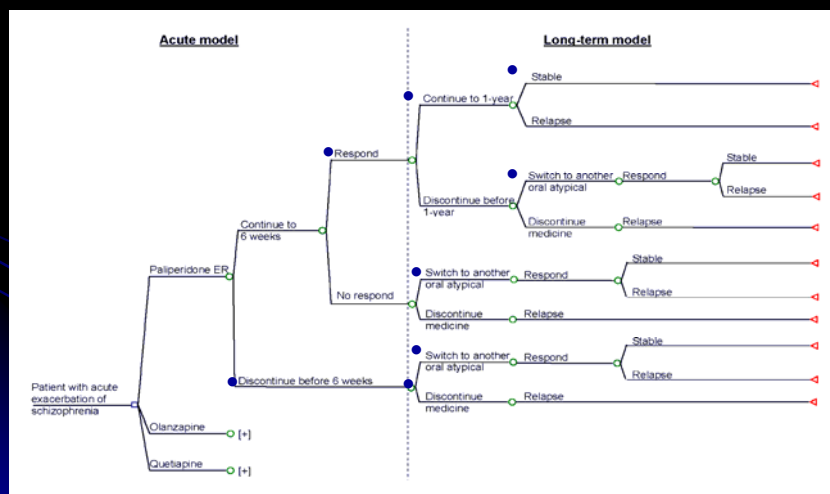 Acute model
Long-term model
Stable
Continue to 1-year
Relapse
Respond
Stable
Switch to another
oral atypical
Respond
Relapse
Discontinue before
1-year
Discontinue
medicine
Relapse
Continue to
6 weeks
Stable
Paliperidone ER
Switch to another
oral atypical
Respond
No respond
Relapse
Discontinue
medicine
Relapse
Stable
Switch to another
oral atypical
Respond
Discontinue before 6 weeks
Relapse
Patient with acute
exacerbation of
schizophrenia
Discontinue
medicine
Relapse
Olanzapine
[+]
Quetiapine
[+]